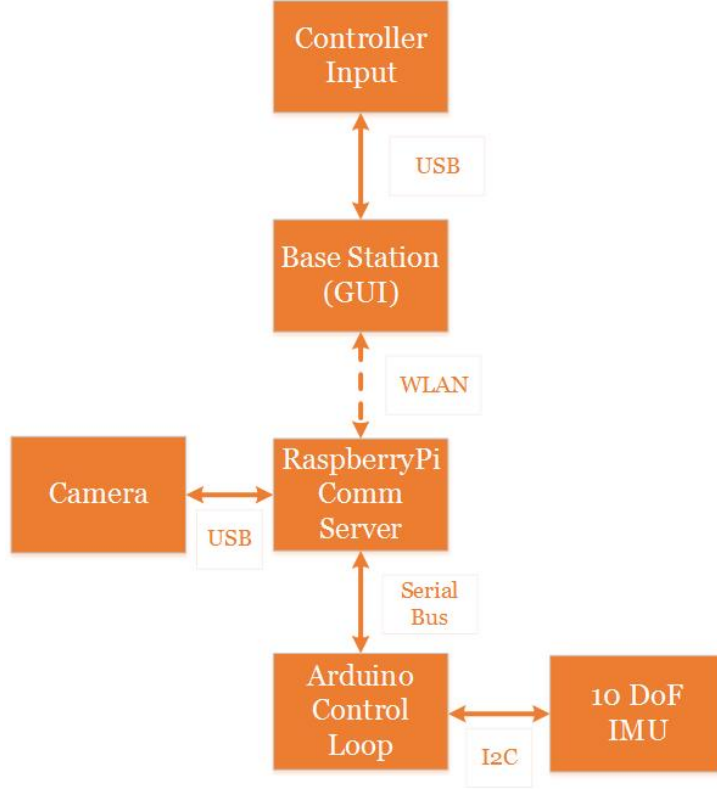 Controller
Input
USB
Base Station
(GUI)
WLAN
Camera
USB
RaspberryPi
Comm
Server
Serial
Bus
Arduino
Control
Loop
I2C
10 DoF
IMU